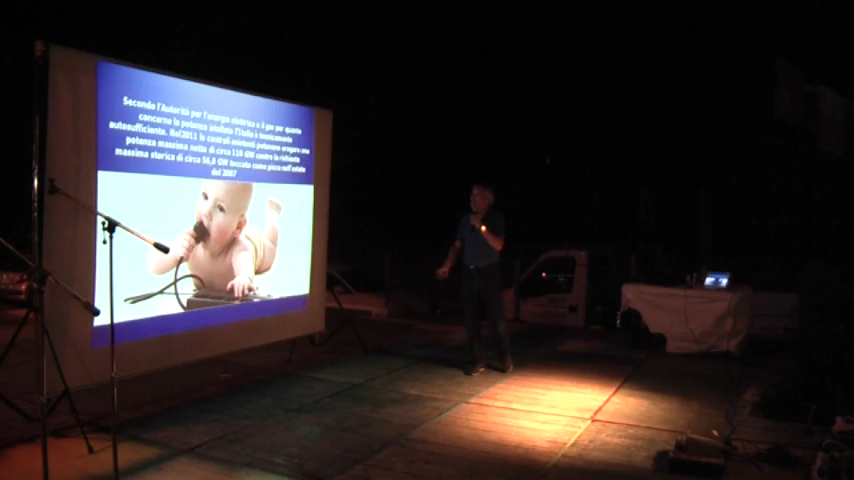 Secondo l'Autorità per l'energia elettrica e il gas per quanto
concerne la potenza istallata l'Italia è tecnicamente
autosufficiente. Nel2011 le centrali esistenti potevano erogare una
potenza massima netta di circa 118 GW contro la richiesta
massima storica di circa 56,8 GW toccata come picco nell'estate
del 2007